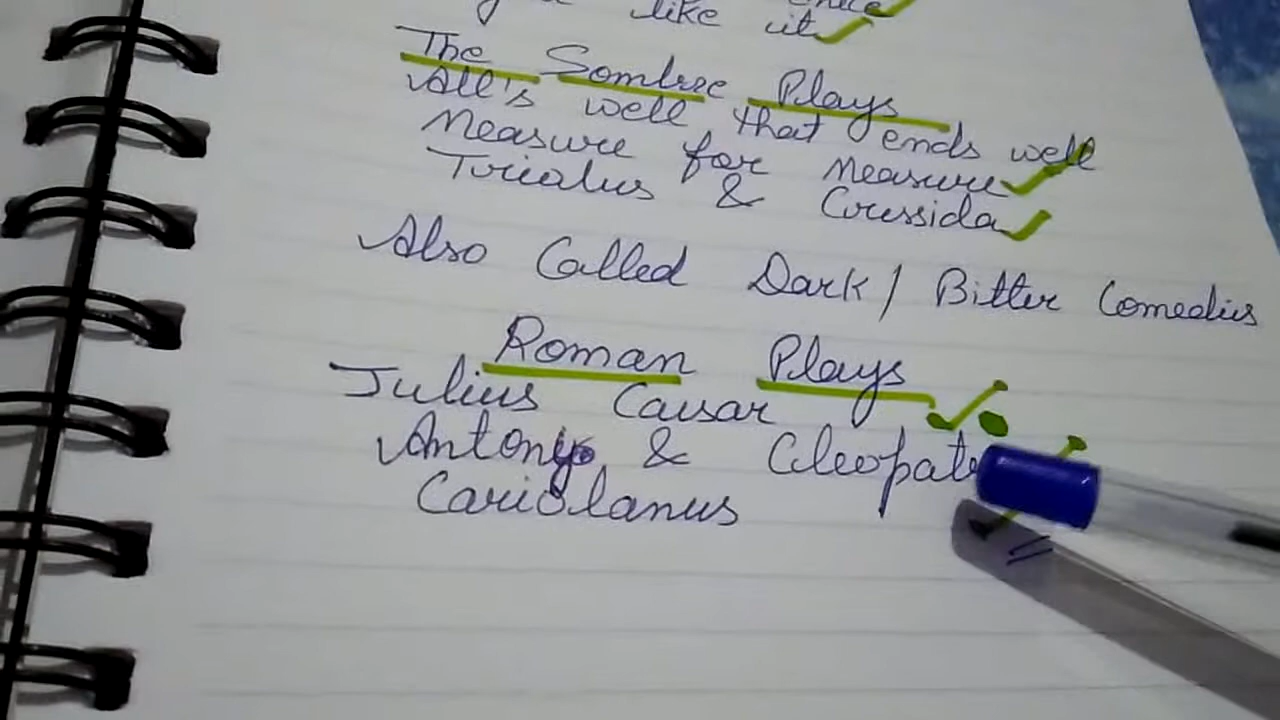 like it
The Sombre Plays
All's well that ends well
Measure for Measure
Troialus & Cressida
Also Called Dark / Bitter Comedies
Roman Plays
Julius Caesar
Antony & Cleopat
Cariolanus